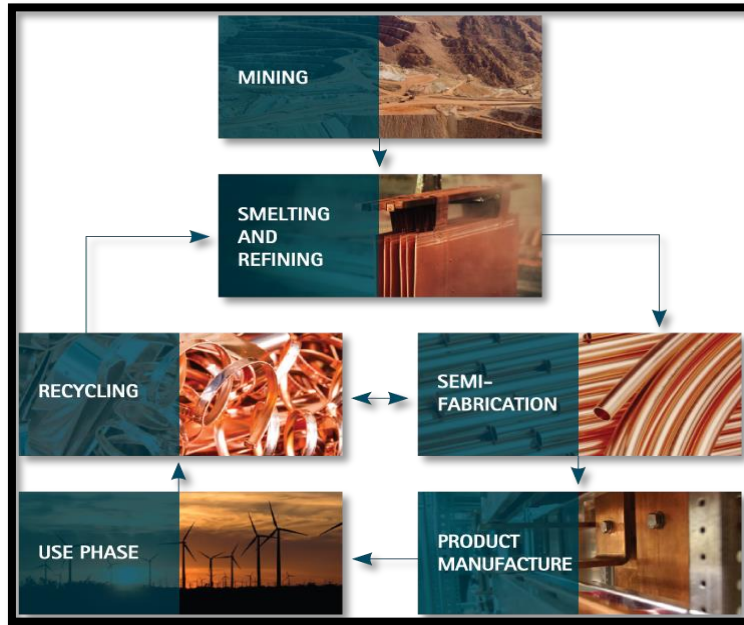 MINING
SMELTING
AND
REFINING
RECYCLING
SEMI-
FABRICATION
USE PHASE
PRODUCT
MANUFACTURE